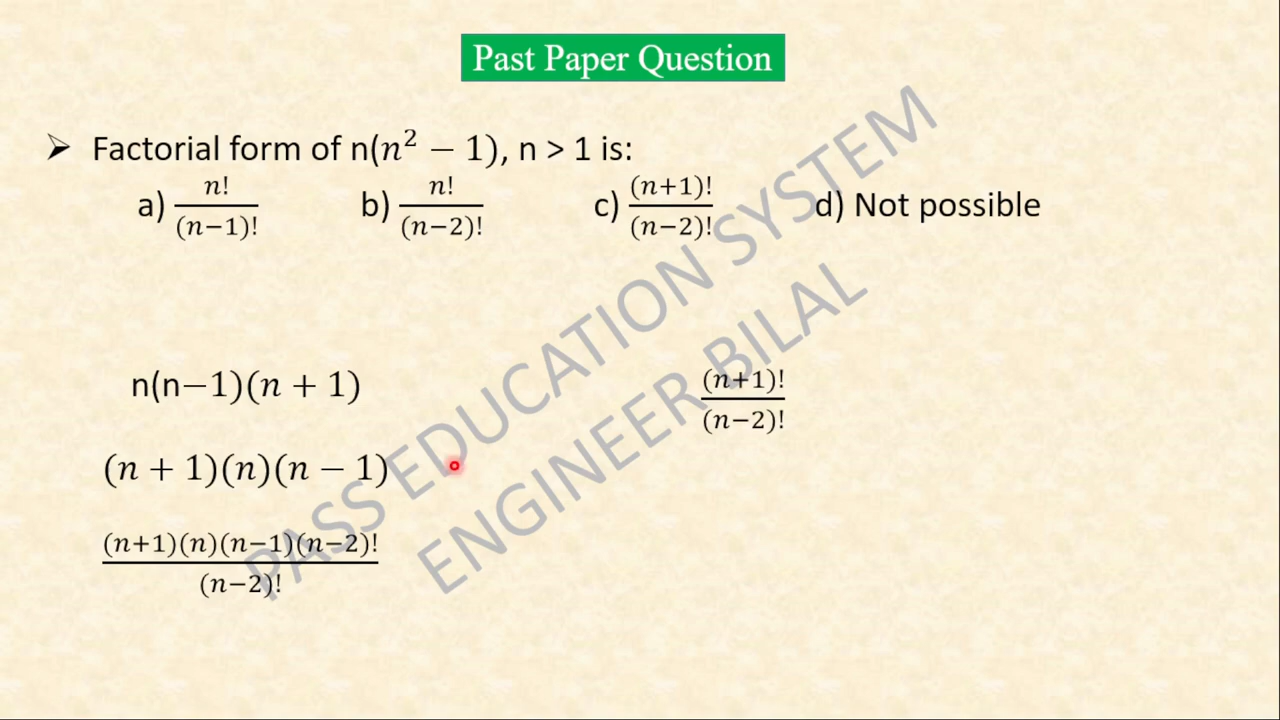 Past Paper Question
➢ Factorial form of n(n² − 1), n > 1 is:
a) n!/(n−1)! b) n!/(n−2)! c) (n+1)!/(n−2)! d) Not possible
n(n−1)(n + 1)
(n+1)!/(n−2)!
(n + 1)(n)(n − 1)
(n+1)(n)(n−1)(n−2)!/(n−2)!
PASS EDUCATION SYSTEM
ENGINEER BILAL